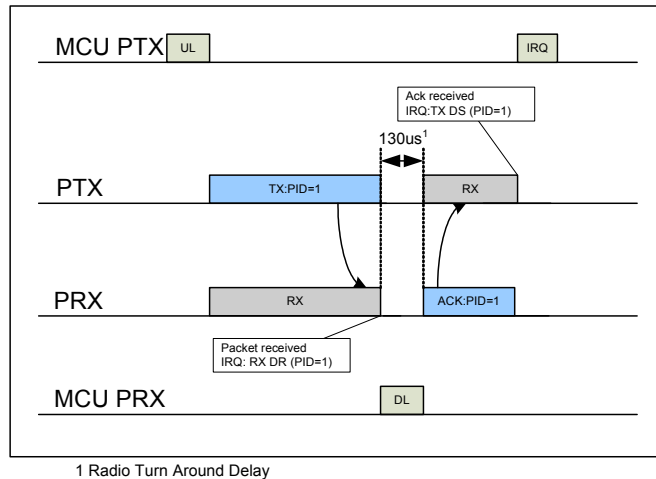 MCU PTX
UL
IRQ
Ack received
IRQ:TX DS (PID=1)
130us1
PTX
TX:PID=1
RX
PRX
RX
ACK:PID=1
Packet received
IRQ: RX DR (PID=1)
MCU PRX
DL
1 Radio Turn Around Delay